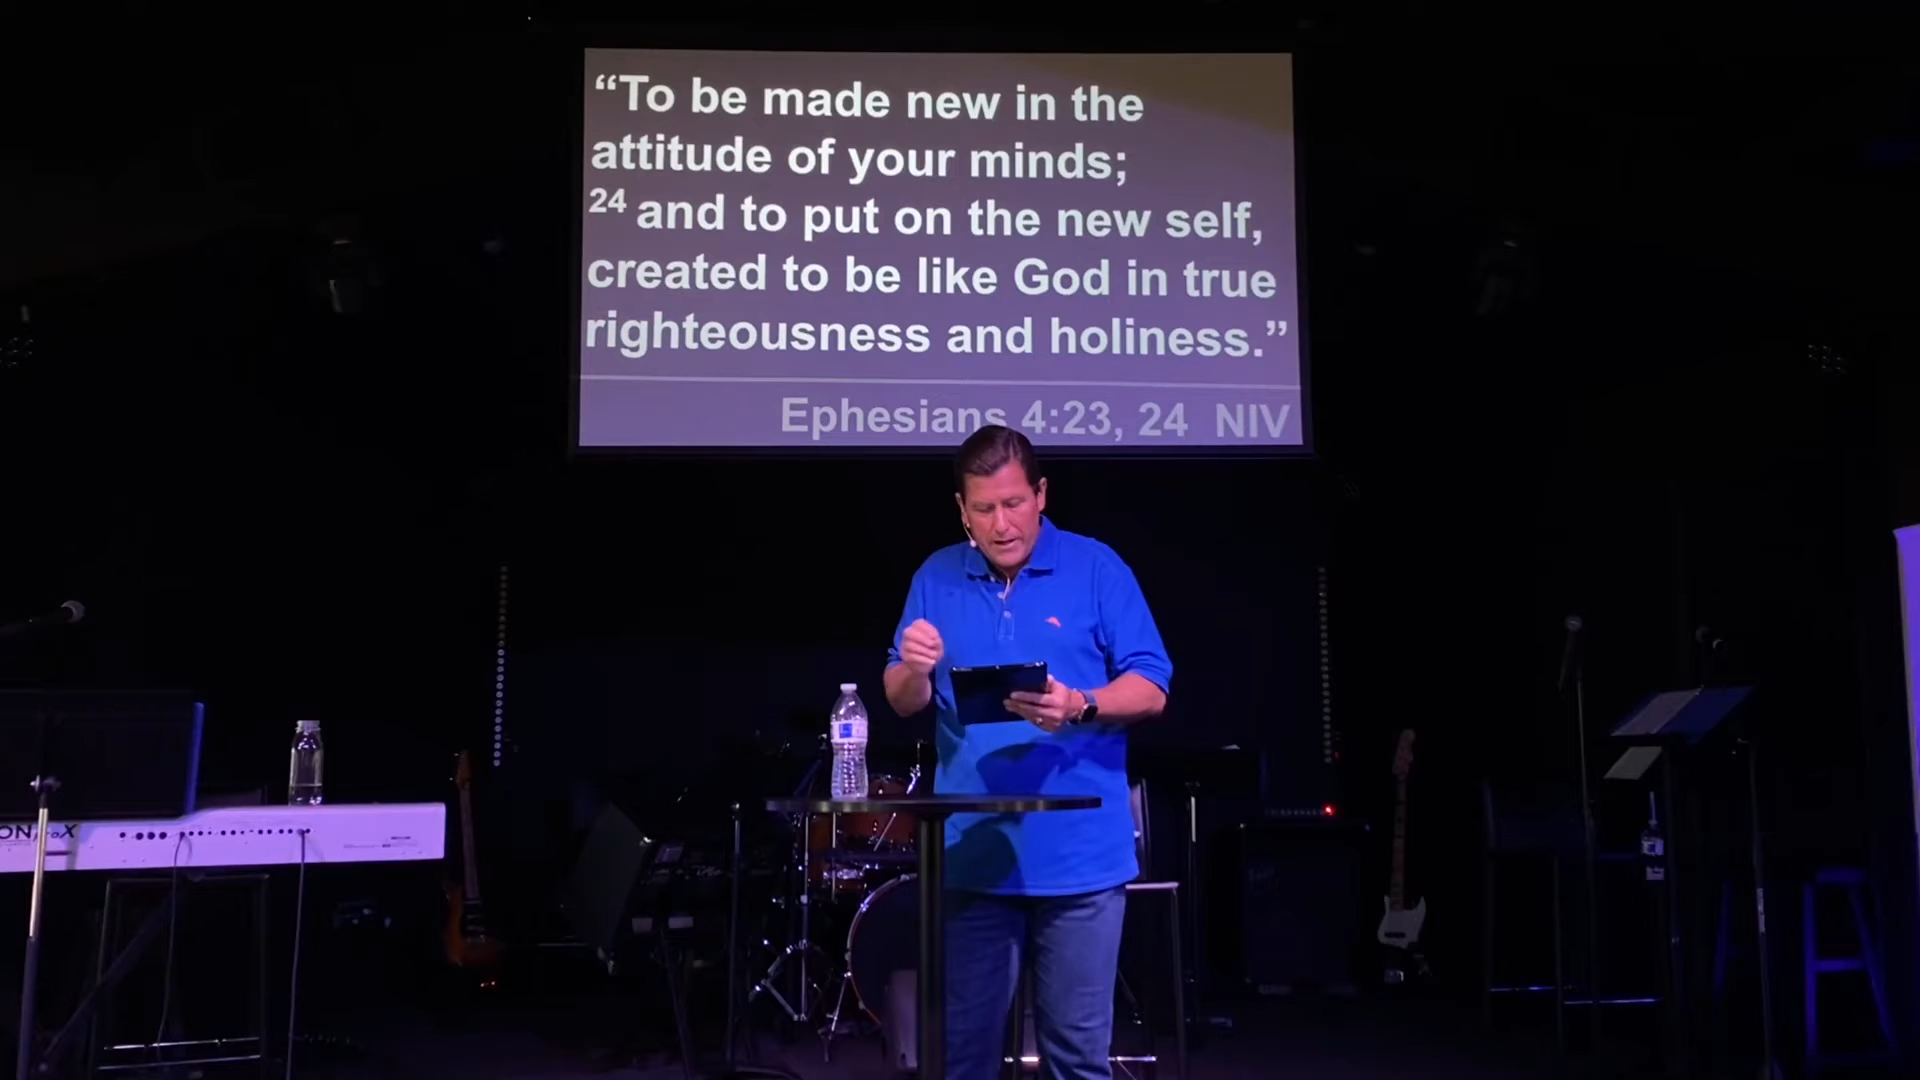 “To be made new in the
attitude of your minds;
24 and to put on the new self,
created to be like God in true
righteousness and holiness.”
Ephesians 4:23, 24 NIV